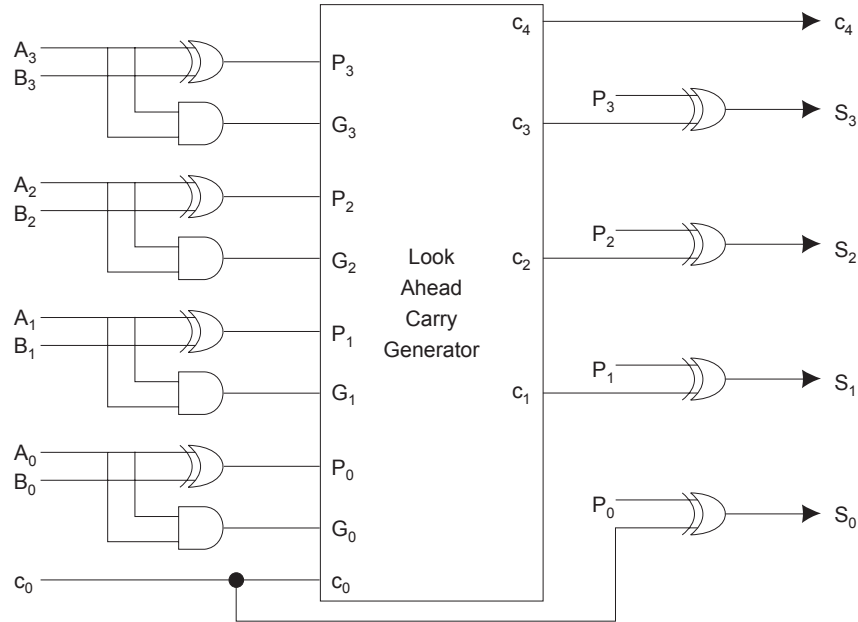 A₃
B₃
P₃
G₃
A₂
B₂
P₂
G₂
A₁
B₁
P₁
G₁
A₀
B₀
P₀
G₀
c₀
c₀
Look
Ahead
Carry
Generator
c₄
c₃
c₂
c₁
c₄
P₃
S₃
P₂
S₂
P₁
S₁
P₀
S₀